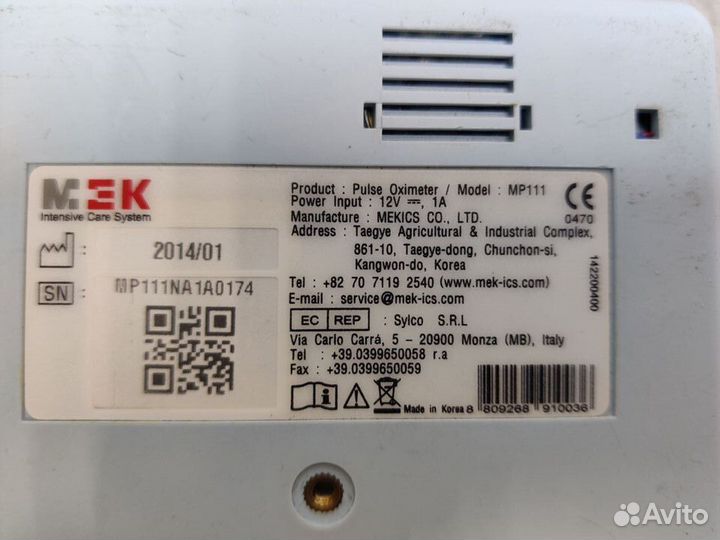 MEK
Intensive Care System
: 2014/01
SN : MP111NA1A0174
Product : Pulse Oximeter / Model : MP111
Power Input : 12V ⎓, 1A
Manufacture : MEKICS CO., LTD.
Address : Taegye Agricultural & Industrial Complex,
861-10, Taegye-dong, Chunchon-si,
Kangwon-do, Korea
Tel : +82 70 7119 2540 (www.mek-ics.com)
E-mail : service@mek-ics.com
EC REP : Sylco S.R.L
Via Carlo Carrá, 5 - 20900 Monza (MB), Italy
Tel : +39.0399650058 r.a
Fax : +39.0399650059
Made in Korea
8 809268 910036
CE
0470
142200400
Avito